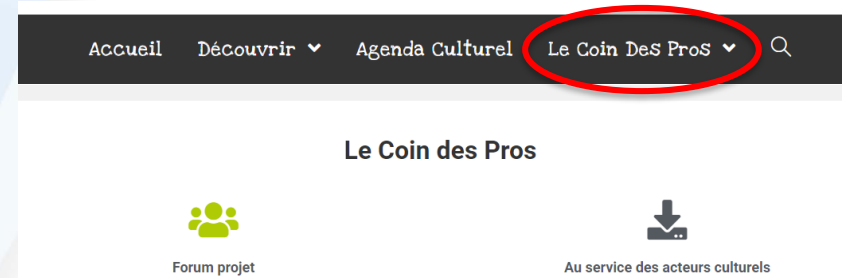 Accueil Découvrir Agenda Culturel Le Coin Des Pros
Le Coin des Pros
Forum projet Au service des acteurs culturels